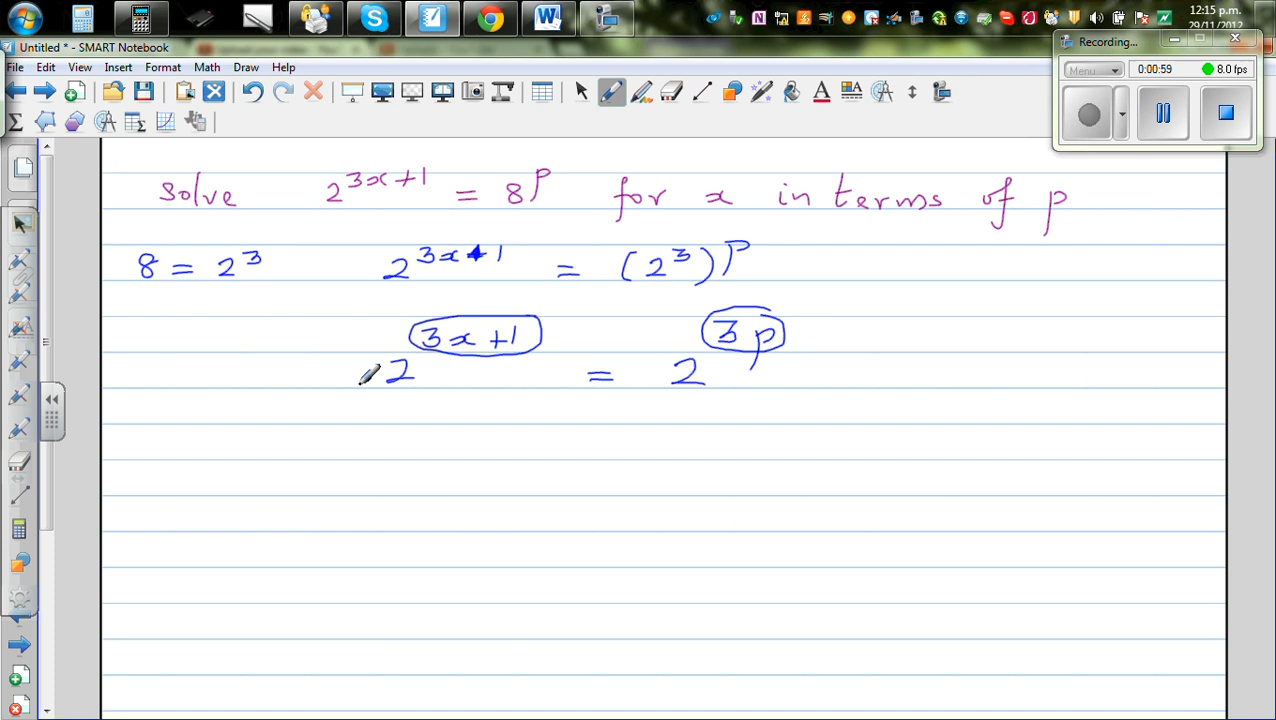 12:15 p.m.
29/11/2012
Untitled * - SMART Notebook
File Edit View Insert Format Math Draw Help
Recording...
Menu 0:00:59 8.0 fps
solve 2^(3x+1) = 8^p for x in terms of p
8 = 2^3 2^(3x+1) = (2^3)^p
2^(3x+1) = 2^(3p)